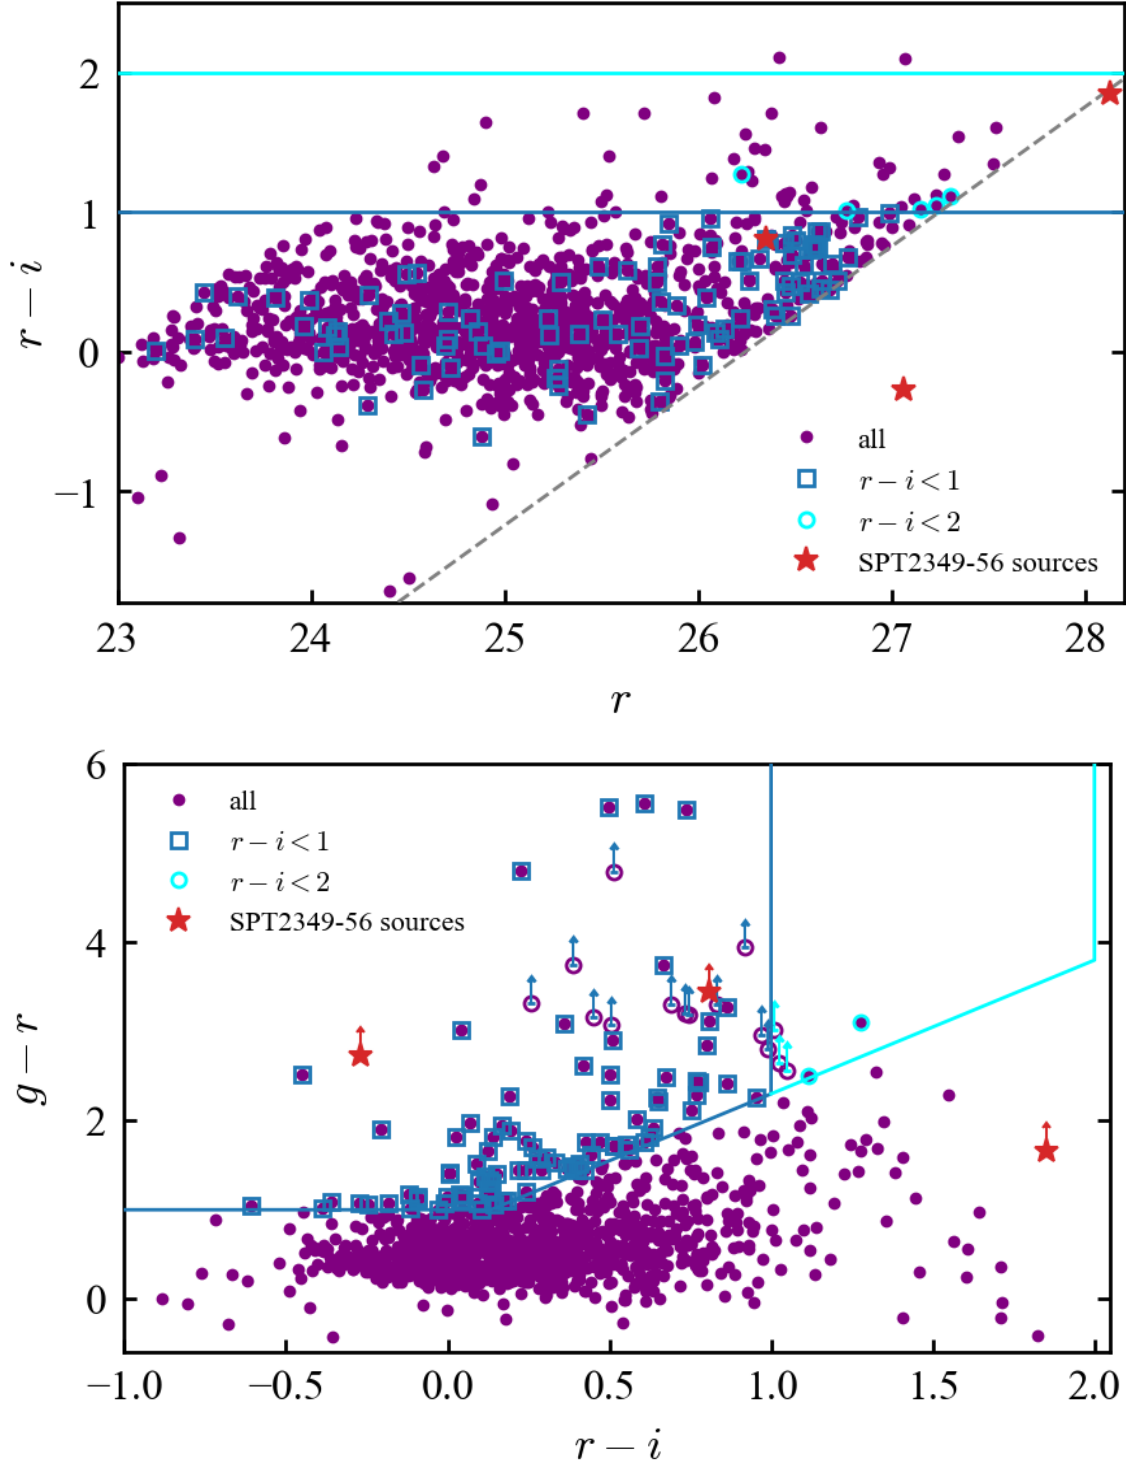 2
1
0
−1
r − i
all
r − i < 1
r − i < 2
SPT2349-56 sources
23 24 25 26 27 28
r
6
4
2
0
g − r
all
r − i < 1
r − i < 2
SPT2349-56 sources
−1.0 −0.5 0.0 0.5 1.0 1.5 2.0
r − i